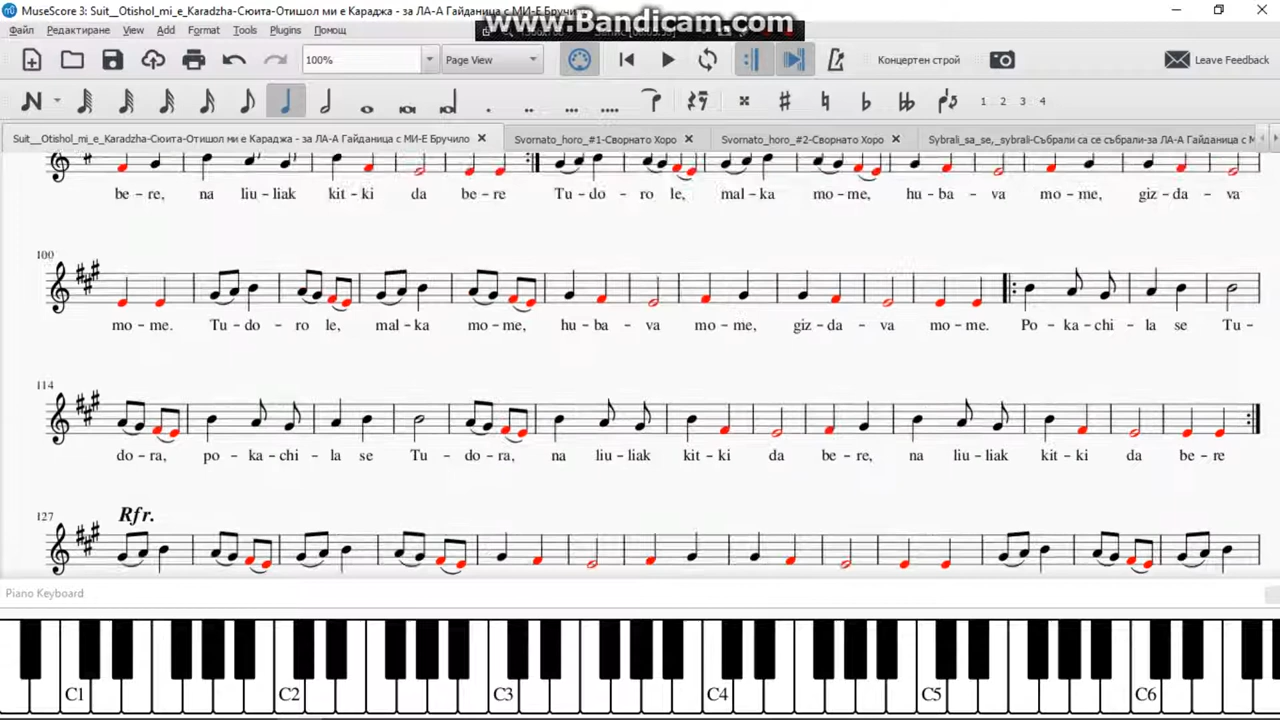 MuseScore 3: Suit__Otishol_mi_e_Karadzha-Сюита-Отишол ми е Караджа - за ЛА-А Гайданица с МИ-Е Бручи
www.Bandicam.com
Файл Редактиране View Add Format Tools Plugins Помощ
100% Page View Концертен строй Leave Feedback
1 2 3 4
Suit__Otishol_mi_e_Karadzha-Сюита-Отишол ми е Караджа - за ЛА-А Гайданица с МИ-Е Бручило Svornato_horo_#1-Сворнато Хоро Svornato_horo_#2-Сворнато Хоро Sybrali_sa_se,_sybrali-Събрали са се събрали-за ЛА-А Гайданица с М
be – re, na liu – liak kit – ki da be – re Tu – do – ro le, mal – ka mo – me, hu – ba – va mo – me, giz – da – va
100
mo – me. Tu – do – ro le, mal – ka mo – me, hu – ba – va mo – me, giz – da – va mo – me. Po – ka – chi – la se Tu –
114
do – ra, po – ka – chi – la se Tu – do – ra, na liu – liak kit – ki da be – re, na liu – liak kit – ki da be – re
127
Rfr.
Piano Keyboard
C1 C2 C3 C4 C5 C6